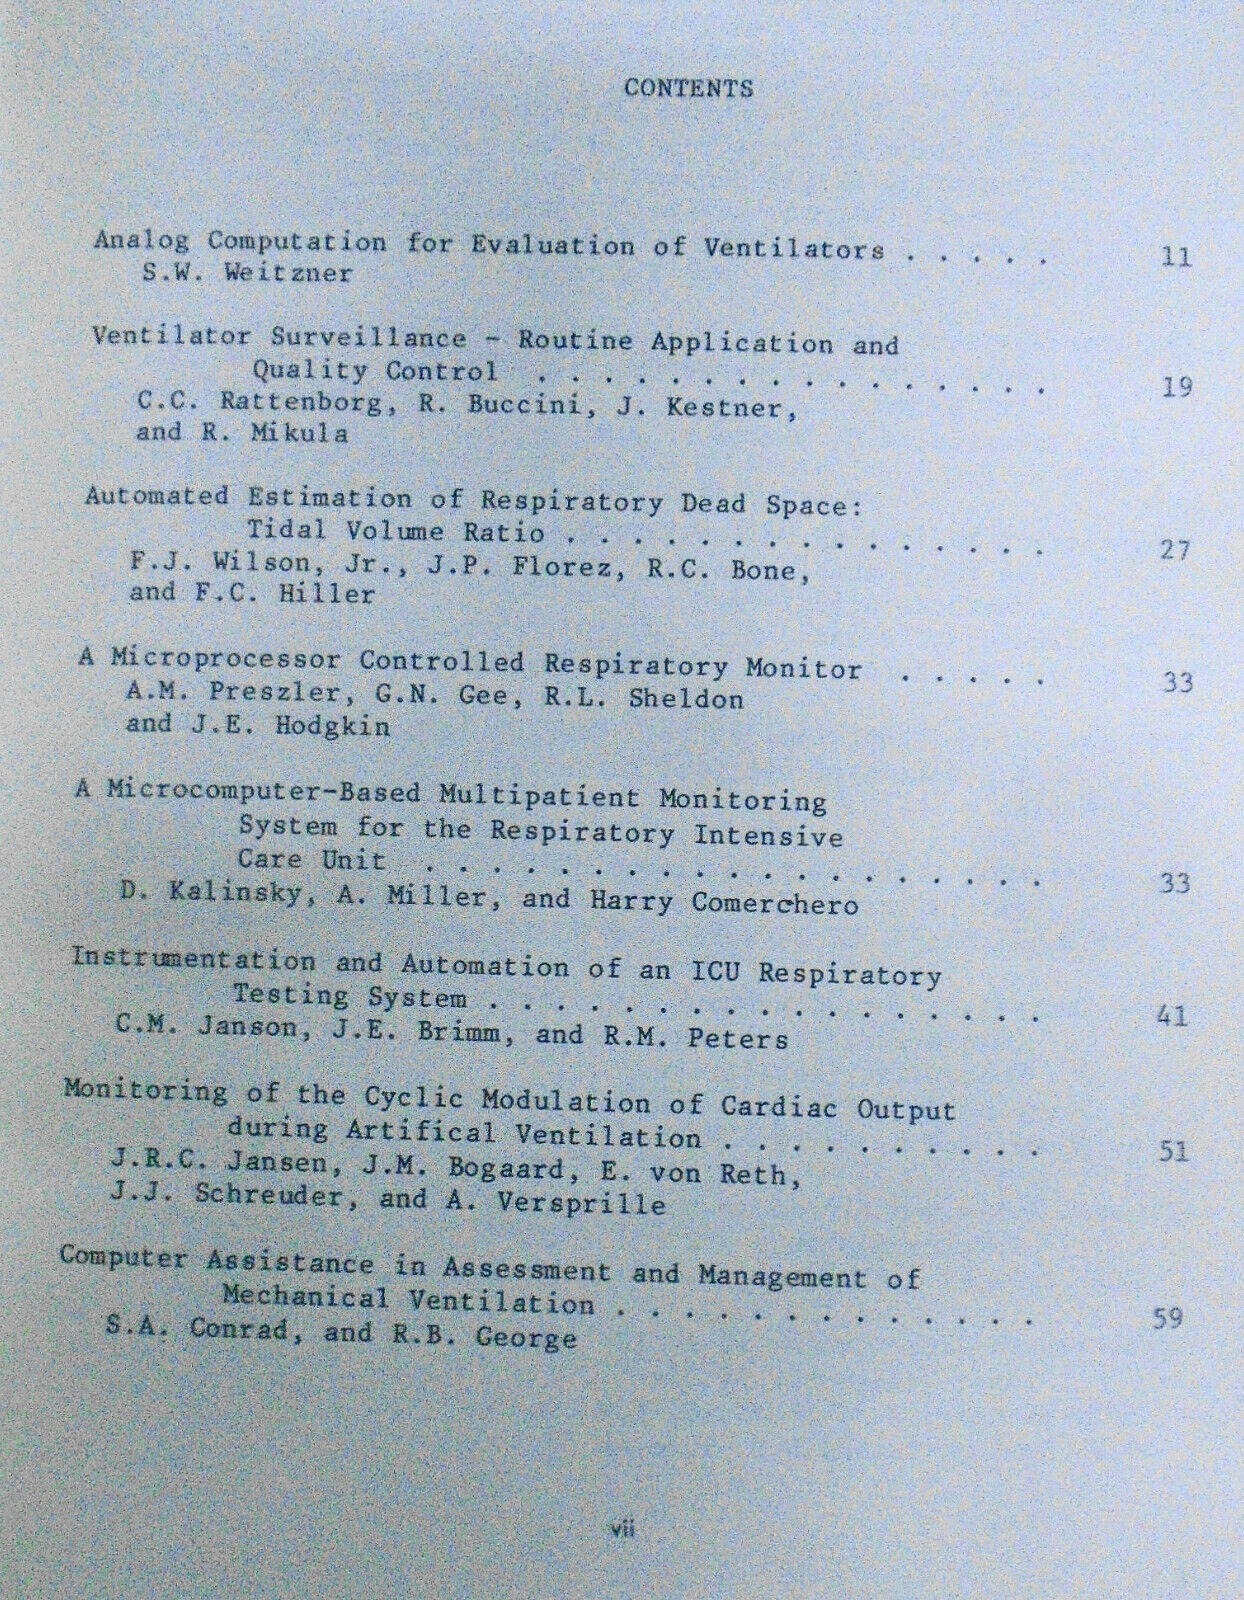 CONTENTS
Analog Computation for Evaluation of Ventilators . . . . . 11
S.W. Weitzner
Ventilator Surveillance - Routine Application and
Quality Control . . . . . . . . . . . . . . . . 19
C.C. Rattenborg, R. Buccini, J. Kestner,
and R. Mikula
Automated Estimation of Respiratory Dead Space:
Tidal Volume Ratio . . . . . . . . . . . . . . . 27
F.J. Wilson, Jr., J.P. Florez, R.C. Bone,
and F.C. Hiller
A Microprocessor Controlled Respiratory Monitor . . . . . 33
A.M. Preszler, G.N. Gee, R.L. Sheldon
and J.E. Hodgkin
A Microcomputer-Based Multipatient Monitoring
System for the Respiratory Intensive
Care Unit . . . . . . . . . . . . . . . . . . . 33
D. Kalinsky, A. Miller, and Harry Comerchero
Instrumentation and Automation of an ICU Respiratory
Testing System . . . . . . . . . . . . . . . . . 41
C.M. Janson, J.E. Brimm, and R.M. Peters
Monitoring of the Cyclic Modulation of Cardiac Output
during Artifical Ventilation . . . . . . . . . . 51
J.R.C. Jansen, J.M. Bogaard, E. von Reth,
J.J. Schreuder, and A. Versprille
Computer Assistance in Assessment and Management of
Mechanical Ventilation . . . . . . . . . . . . . 59
S.A. Conrad, and R.B. George
vii